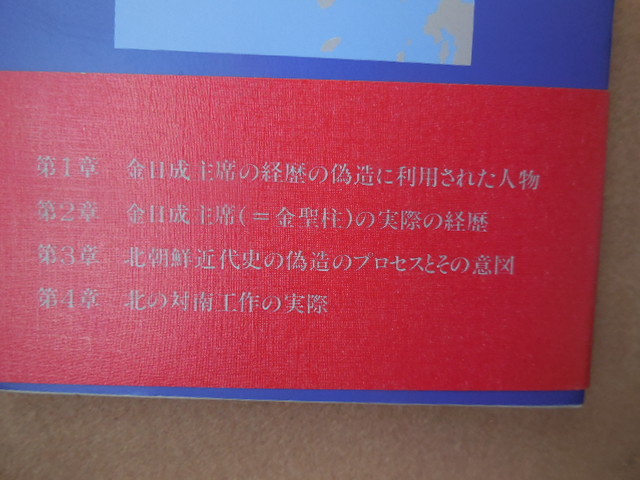 第1章 金日成主席の経歴の偽造に利用された人物
第2章 金日成主席(=金聖柱)の実際の経歴
第3章 北朝鮮近代史の偽造のプロセスとその意図
第4章 北の対南工作の実際